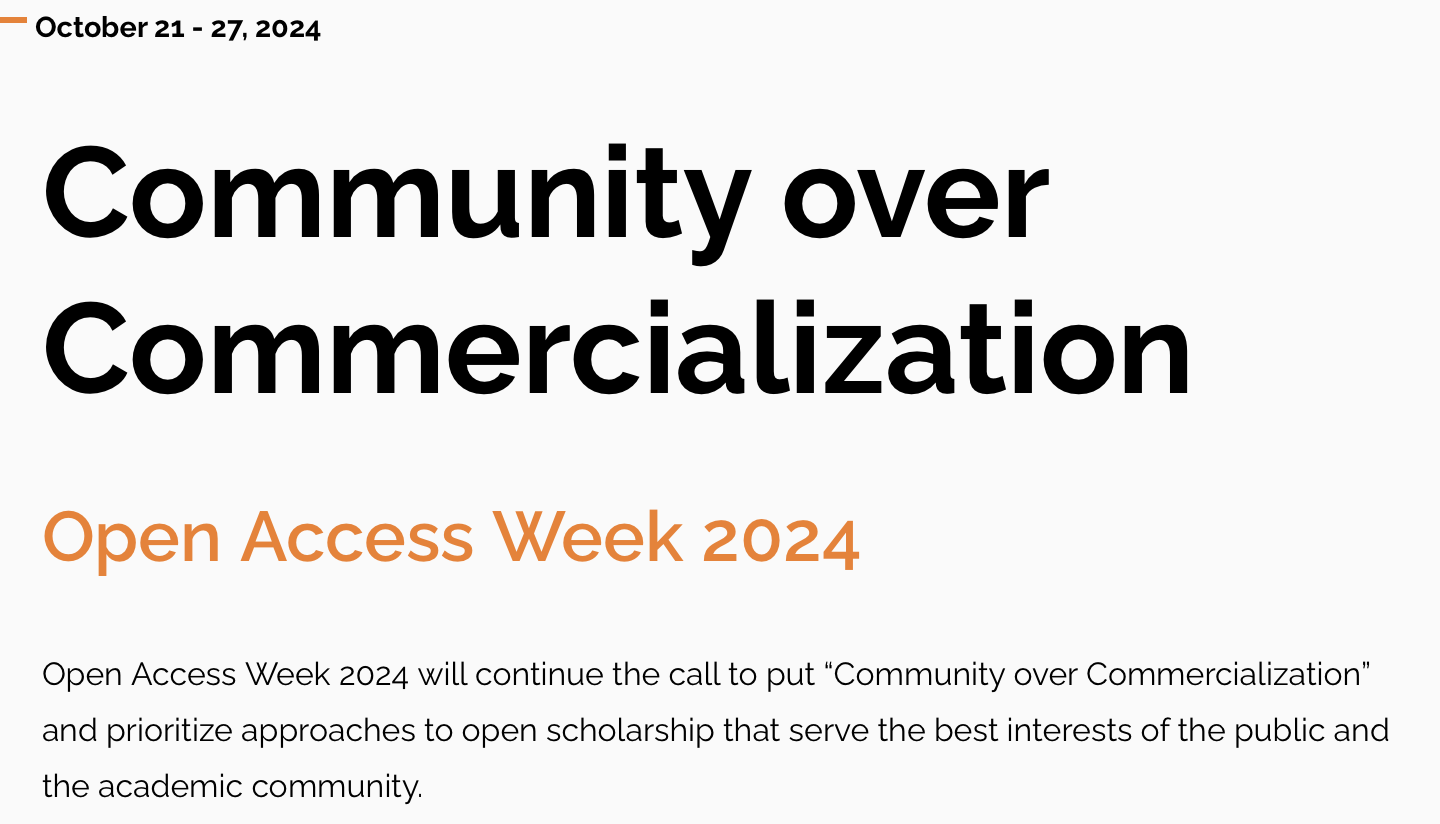 October 21 - 27, 2024
Community over
Commercialization
Open Access Week 2024
Open Access Week 2024 will continue the call to put “Community over Commercialization”
and prioritize approaches to open scholarship that serve the best interests of the public and
the academic community.